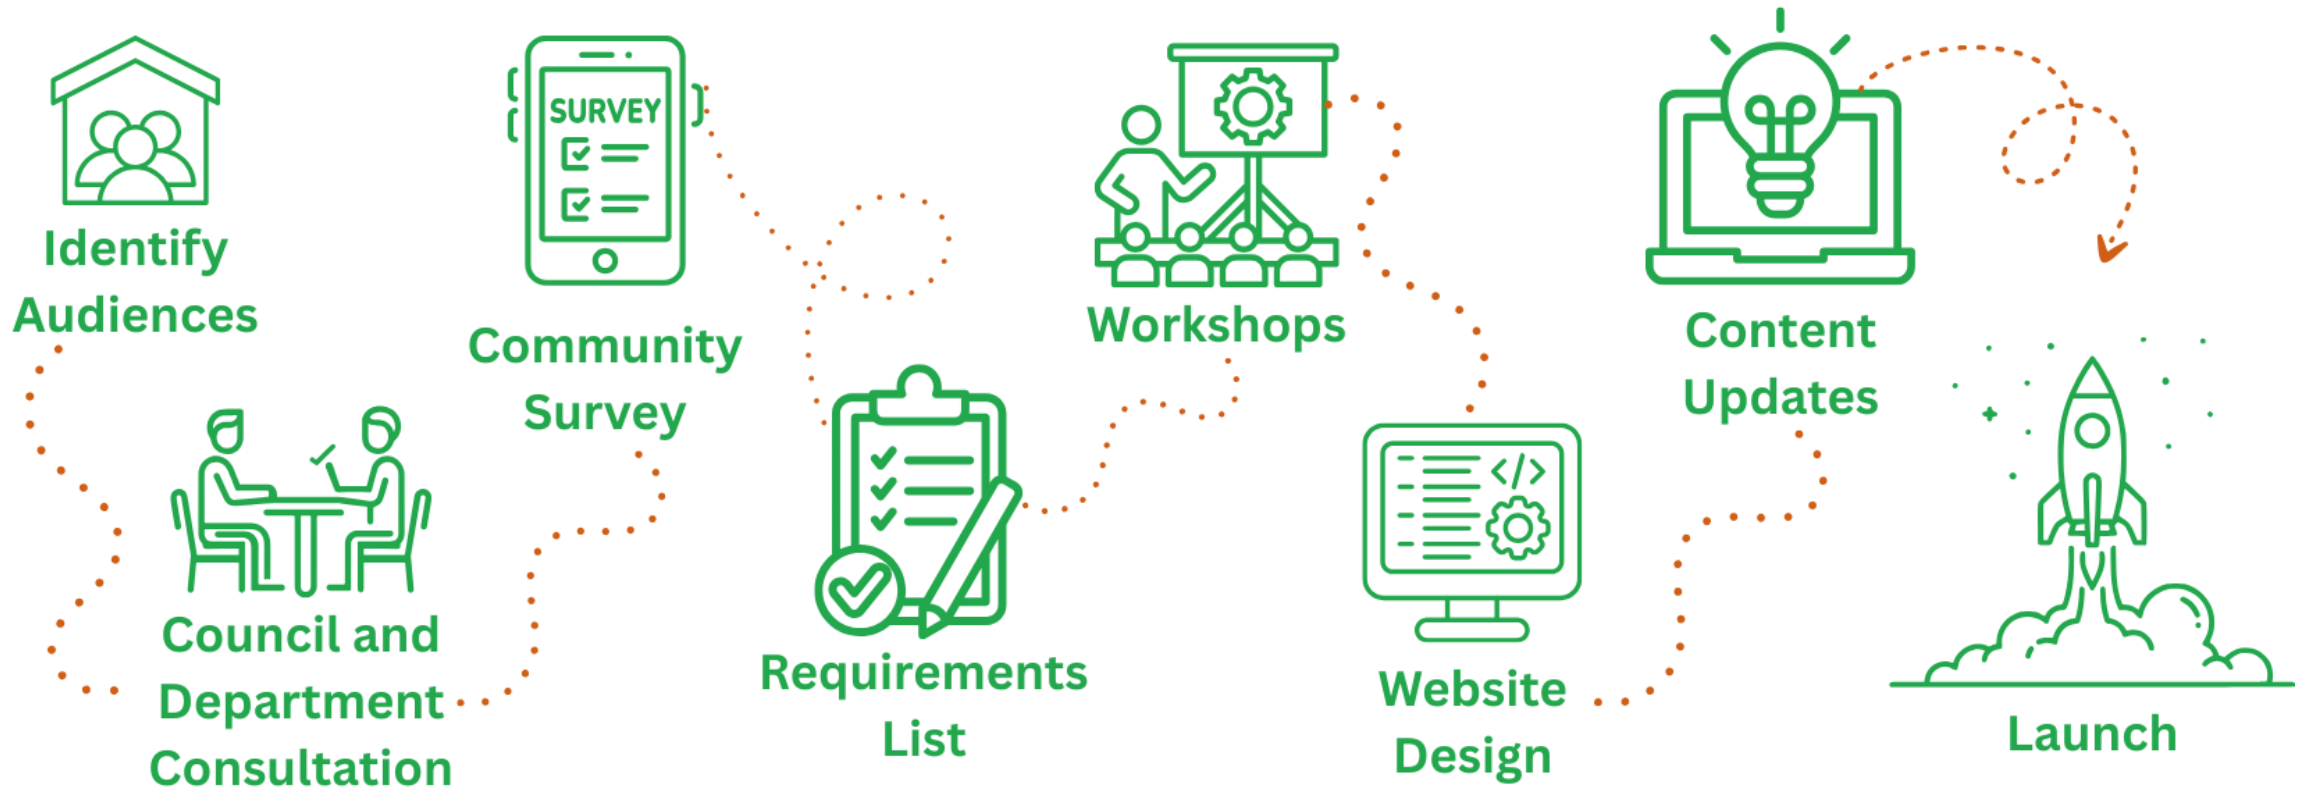 Identify
Audiences
Council and
Department
Consultation
SURVEY
Community
Survey
Requirements
List
Workshops
</>
Website
Design
Content
Updates
Launch